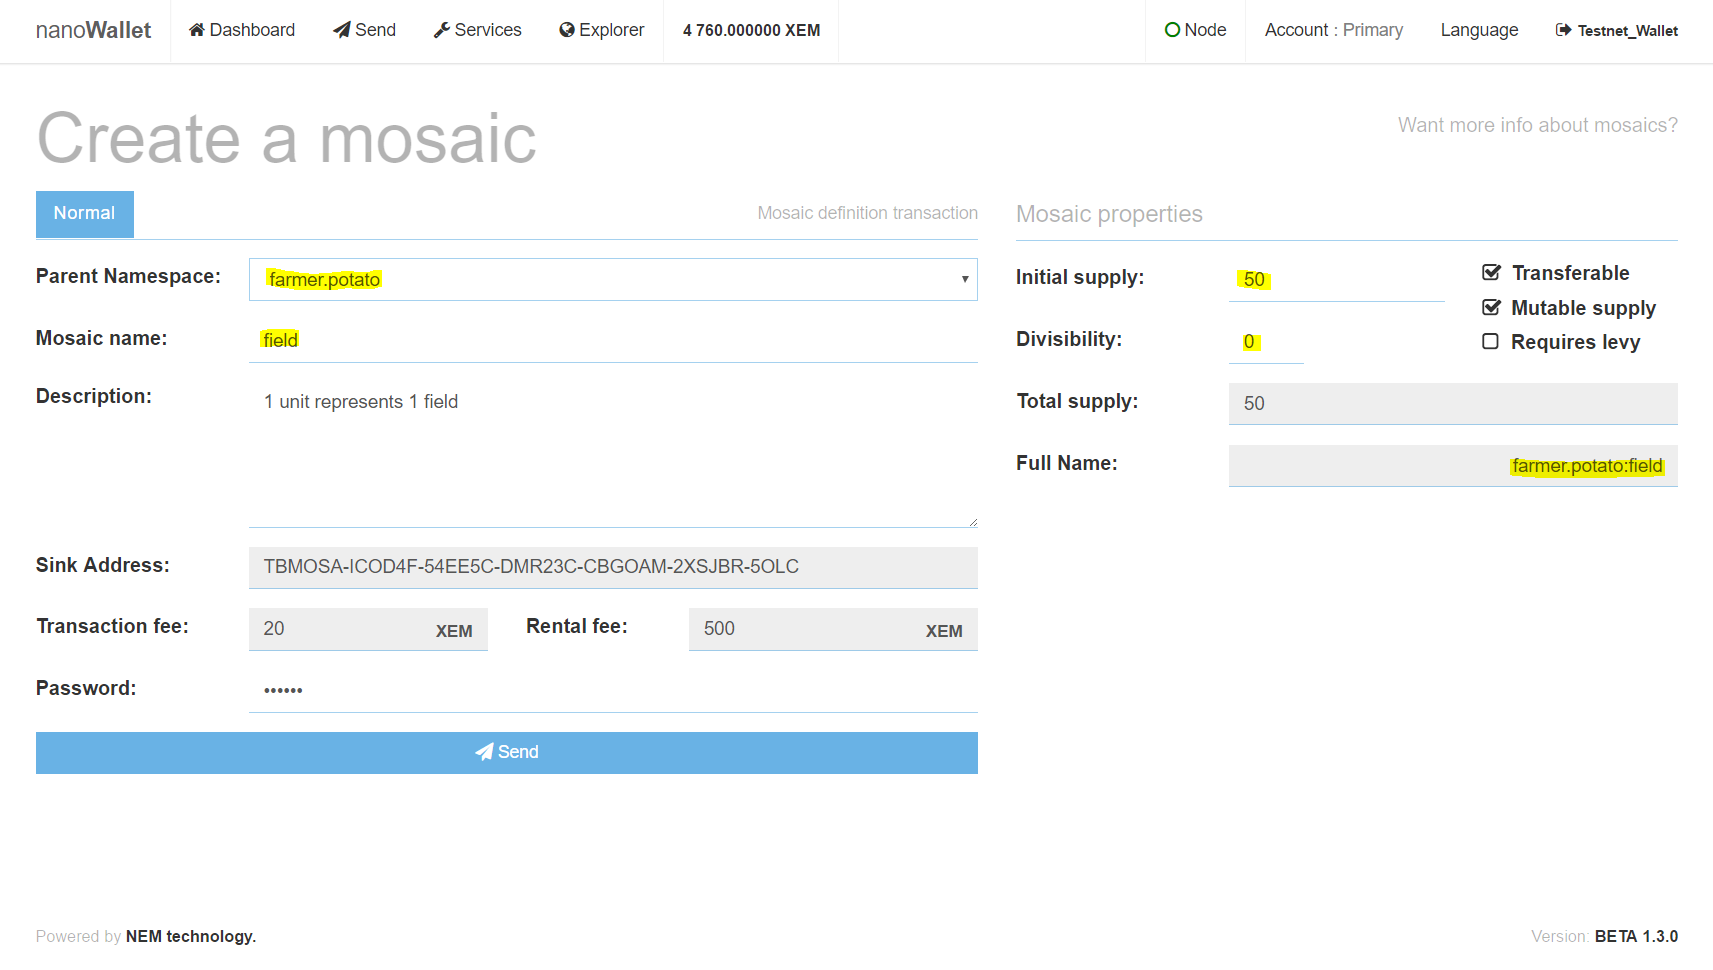 nanoWallet Dashboard Send Services Explorer 4 760.000000 XEM Node Account : Primary Language Testnet_Wallet
Create a mosaic
Want more info about mosaics?
Normal
Mosaic definition transaction
Parent Namespace: farmer.potato
Mosaic name: field
Description: 1 unit represents 1 field
Sink Address: TBMOSA-ICOD4F-54EE5C-DMR23C-CBGOAM-2XSJBR-5OLC
Transaction fee: 20 XEM Rental fee: 500 XEM
Password: ••••••
Send
Mosaic properties
Initial supply: 50
Transferable
Mutable supply
Divisibility: 0
Requires levy
Total supply: 50
Full Name: farmer.potato:field
Powered by NEM technology.
Version: BETA 1.3.0